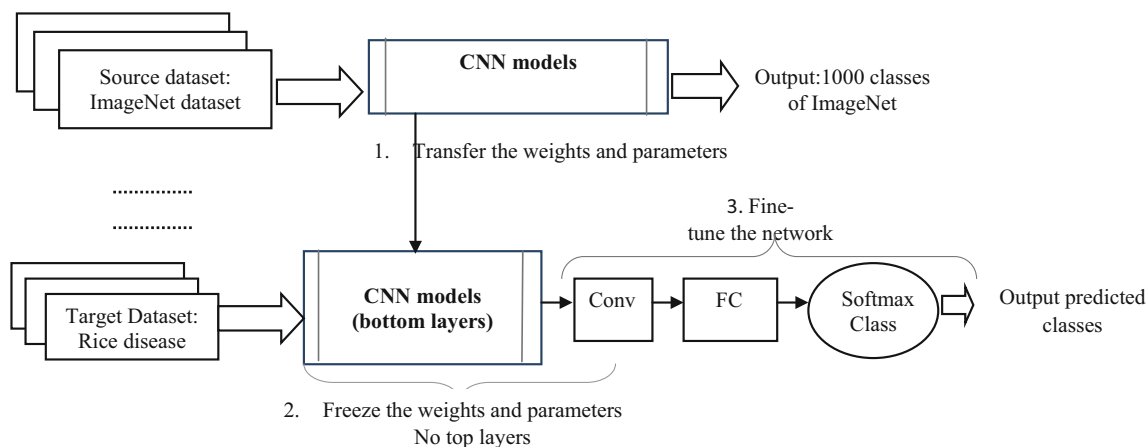 Source dataset:
ImageNet dataset
CNN models
Output:1000 classes
of ImageNet
1. Transfer the weights and parameters
...............
...............
3. Fine-
tune the network
Target Dataset:
Rice disease
CNN models
(bottom layers)
Conv
FC
Softmax
Class
Output predicted
classes
2. Freeze the weights and parameters
No top layers